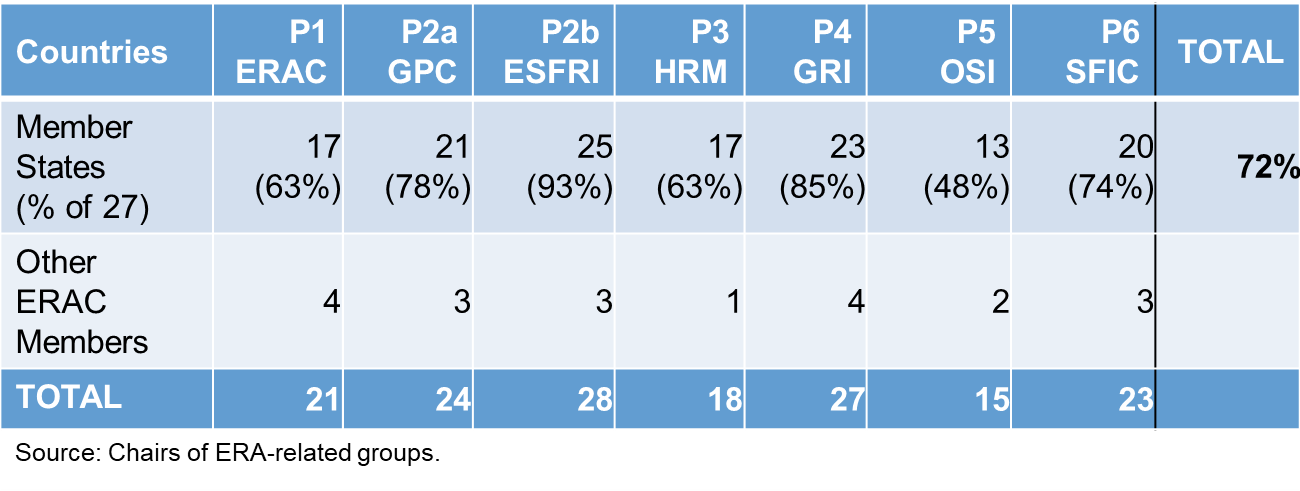 Countries P1 P2a P2b P3 P4 P5 P6 TOTAL
ERAC GPC ESFRI HRM GRI OSI SFIC
Member
States
(% of 27) 17 21 25 17 23 13 20 72%
(63%) (78%) (93%) (63%) (85%) (48%) (74%)
Other
ERAC
Members 4 3 3 1 4 2 3
TOTAL 21 24 28 18 27 15 23
Source: Chairs of ERA-related groups.